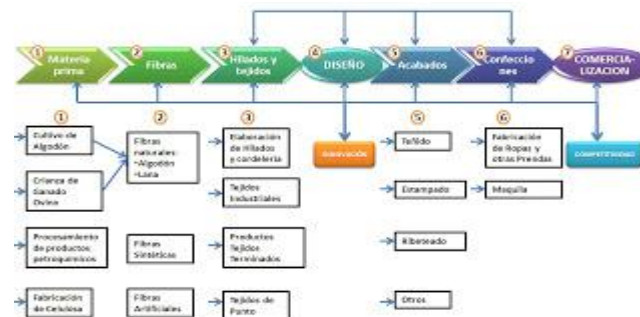 1
Materia
prima
2
Fibras
3
Hilados y
tejidos
4
DISEÑO
5
Acabados
6
Confeccio
nes
7
COMERCIA-
LIZACION
1
2
3
5
6
Cultivo de
Algodón
Crianza de
Ganado
Ovino
Procesamiento
de productos
petroquímicos
Fabricación
de Celulosa
Fibras
naturales:
•Algodón
•Lana
Fibras
Sintéticas
Fibras
Artificiales
Elaboración
de Hilados
y cordelería
Tejidos
Industriales
Productos
Tejidos
Terminados
Tejidos de
Punto
INNOVACIÓN
Teñido
Estampado
Ribeteado
Otros
Fabricación
de Ropas y
otras Prendas
Maquila
COMPETITIVIDAD